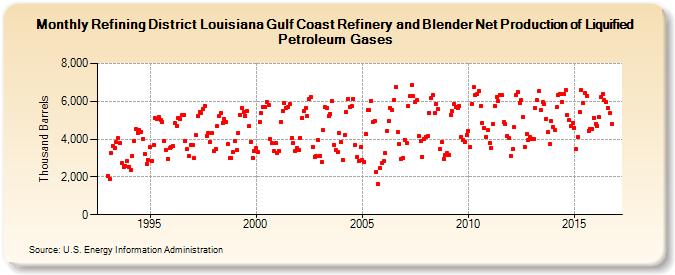 Monthly Refining District Louisiana Gulf Coast Refinery and Blender Net Production of Liquified
Petroleum Gases
Thousand Barrels
8,000
6,000
4,000
2,000
0
1995
2000
2005
2010
2015
Source: U.S. Energy Information Administration